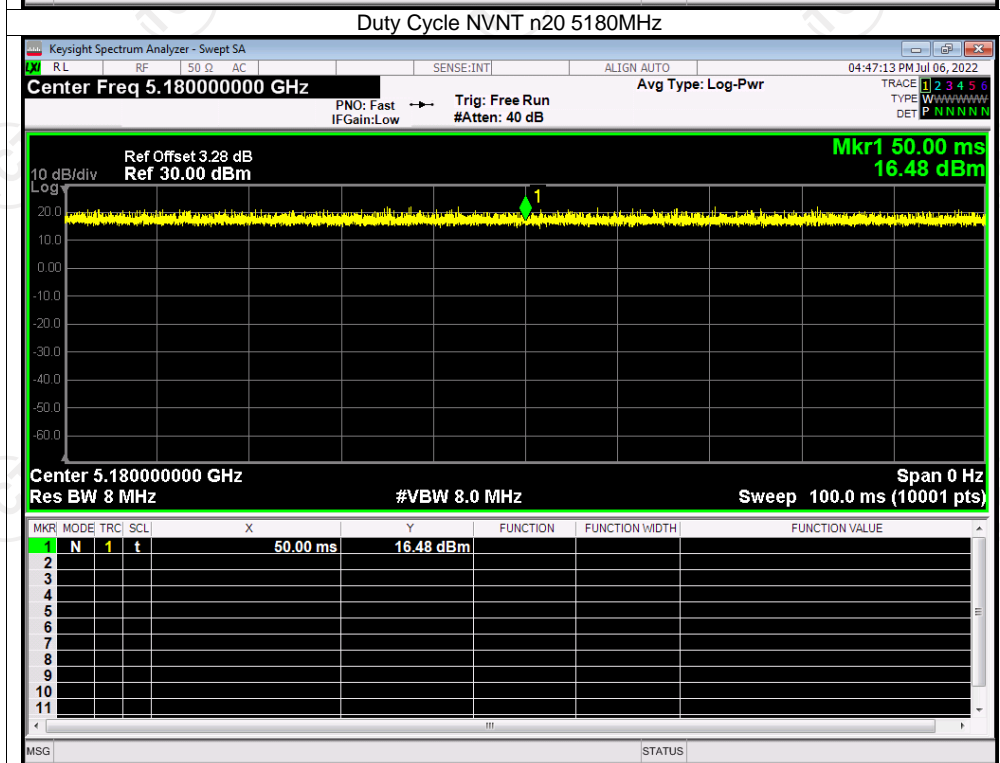 Duty Cycle NVNT n20 5180MHz
Keysight Spectrum Analyzer - Swept SA
LXI RL RF 50 Ω AC SENSE:INT ALIGN AUTO 04:47:13 PM Jul 06, 2022
Center Freq 5.180000000 GHz
PNO: Fast
IFGain:Low
Trig: Free Run
#Atten: 40 dB
Avg Type: Log-Pwr
TRACE 1 2 3 4 5 6
TYPE WWWWWW
DET P N N N N N
Mkr1 50.00 ms
16.48 dBm
Ref Offset 3.28 dB
10 dB/div Ref 30.00 dBm
Log
1
20.0
10.0
0.00
-10.0
-20.0
-30.0
-40.0
-50.0
-60.0
Center 5.180000000 GHz Span 0 Hz
Res BW 8 MHz #VBW 8.0 MHz Sweep 100.0 ms (10001 pts)
MKR MODE TRC SCL X Y FUNCTION FUNCTION WIDTH FUNCTION VALUE
1 N 1 t 50.00 ms 16.48 dBm
2
3
4
5
6
7
8
9
10
11
MSG STATUS